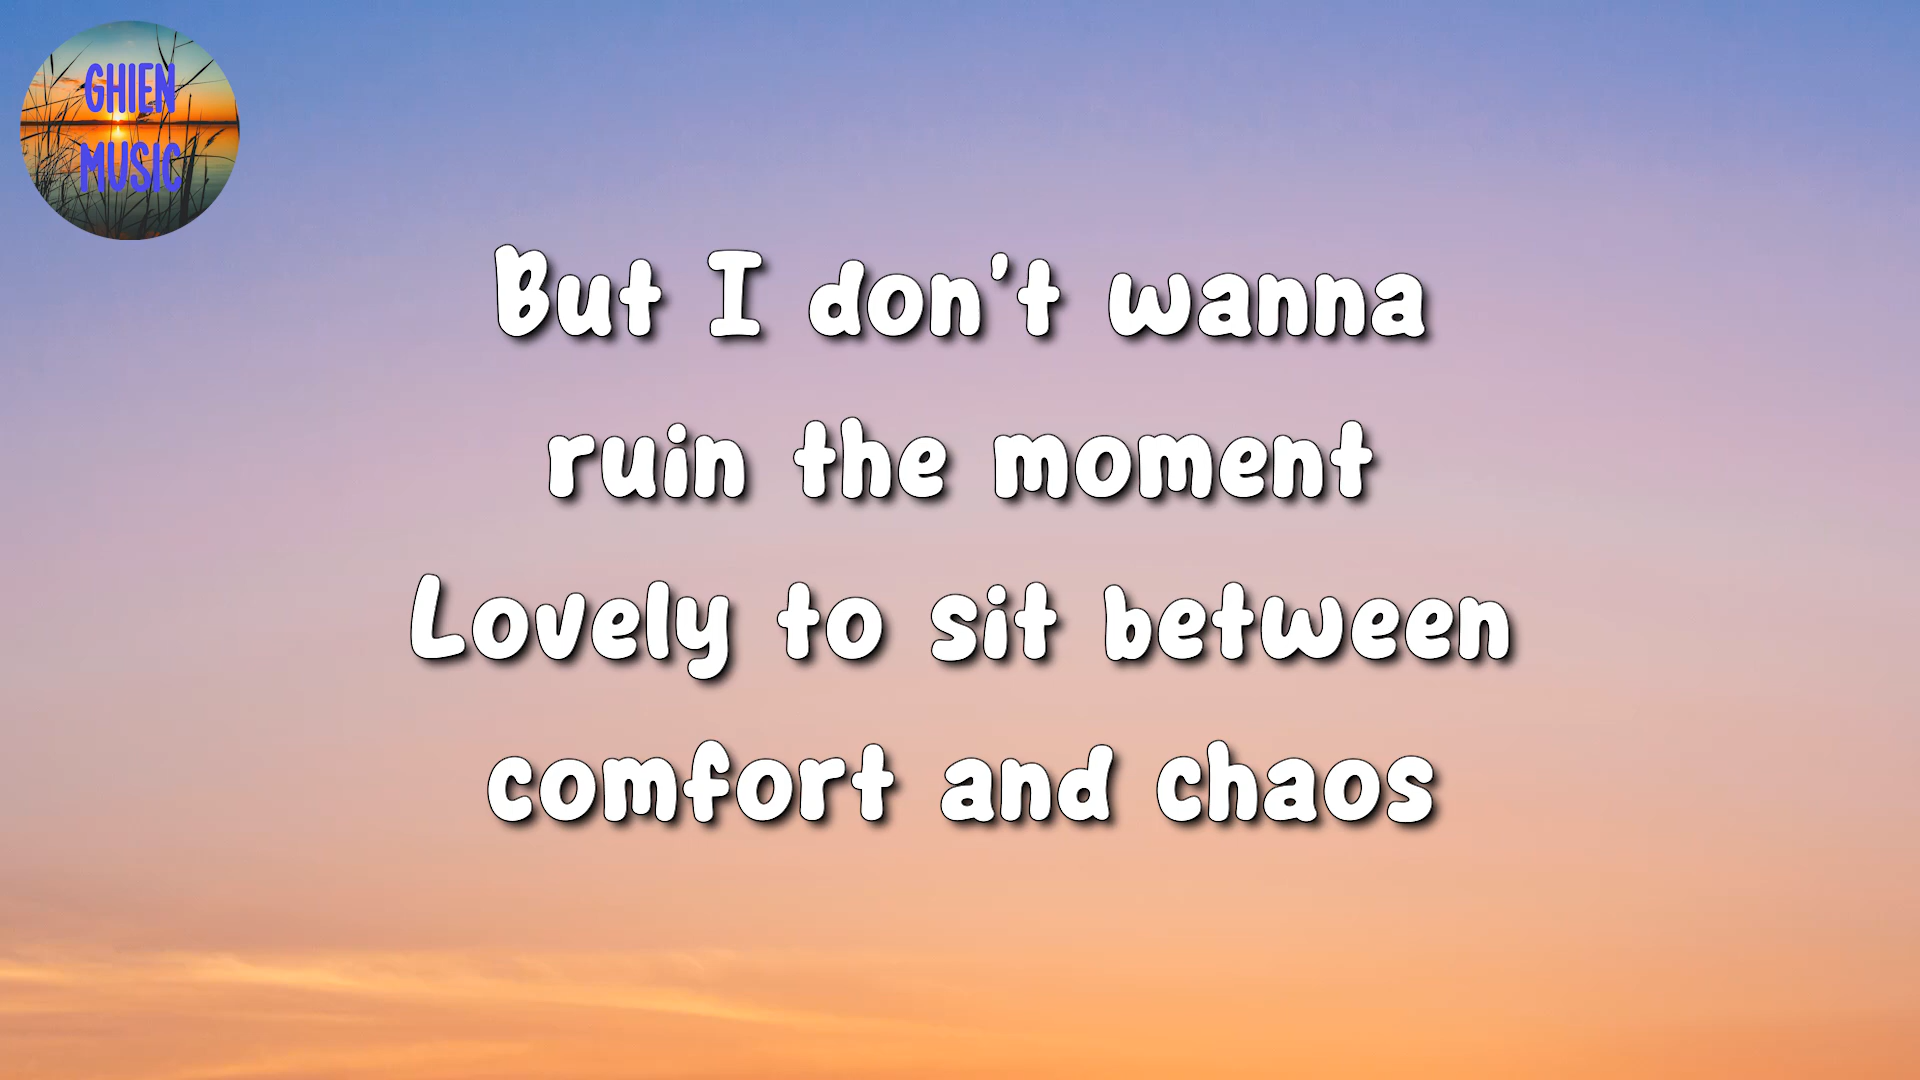 GHIEN
MUSIC
But I don't wanna
ruin the moment
Lovely to sit between
comfort and chaos